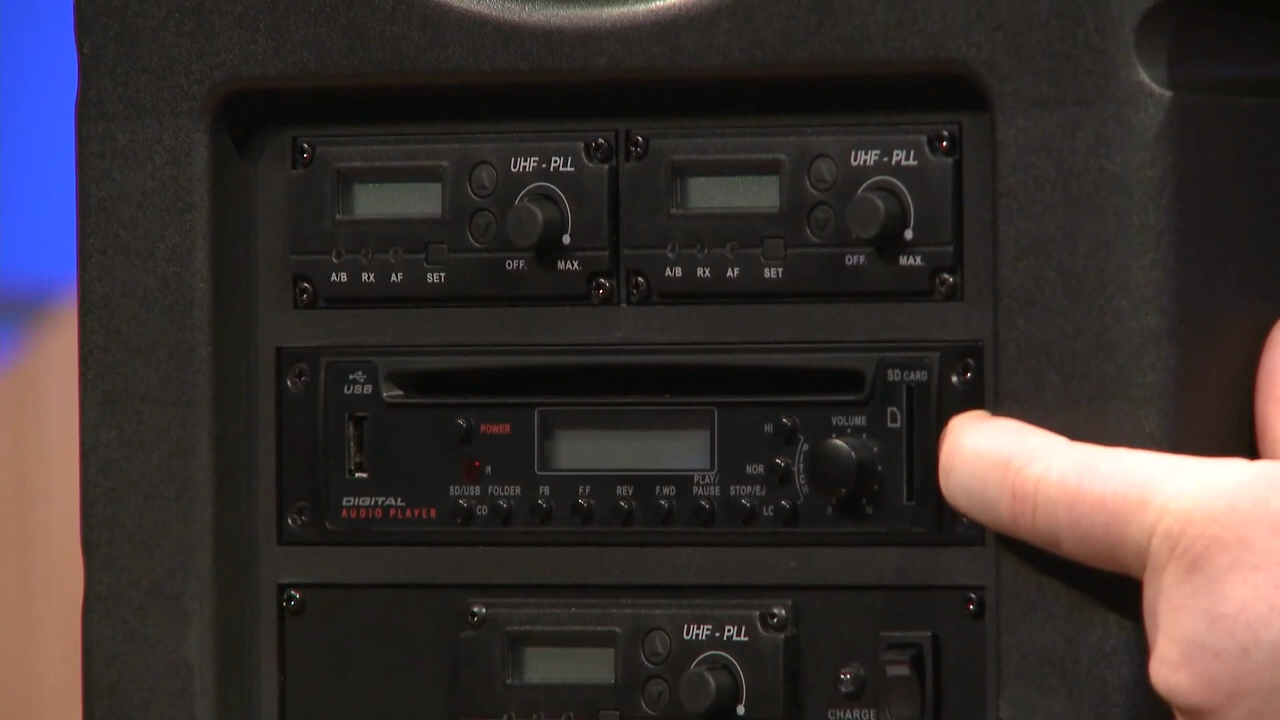 UHF - PLL
OFF. MAX.
A/B RX AF SET
UHF - PLL
OFF. MAX.
A/B RX AF SET
USB
SD CARD
POWER
HI
VOLUME
NOR
PITCH
SD/USB FOLDER FB F.F REV F.WD PLAY/
PAUSE STOP/EJ
CD
DIGITAL
AUDIO PLAYER
UHF - PLL
CHARGE